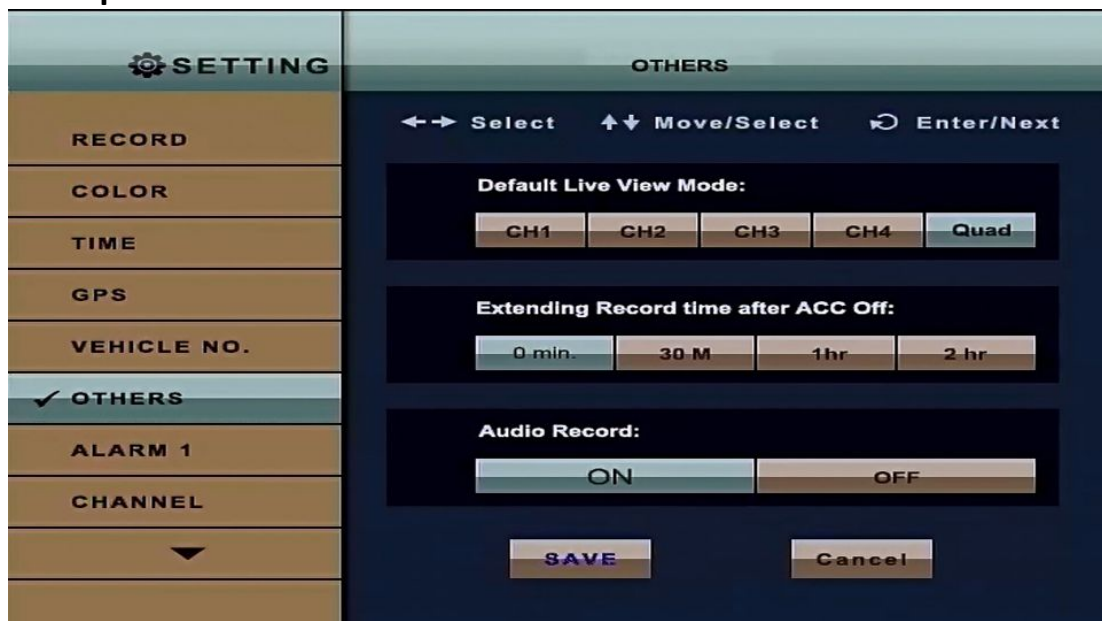 SETTING
OTHERS
RECORD
COLOR
TIME
GPS
VEHICLE NO.
OTHERS
ALARM 1
CHANNEL
Select Move/Select Enter/Next
Default Live View Mode:
CH1 CH2 CH3 CH4 Quad
Extending Record time after ACC Off:
0 min. 30 M 1hr 2 hr
Audio Record:
ON OFF
SAVE Cancel